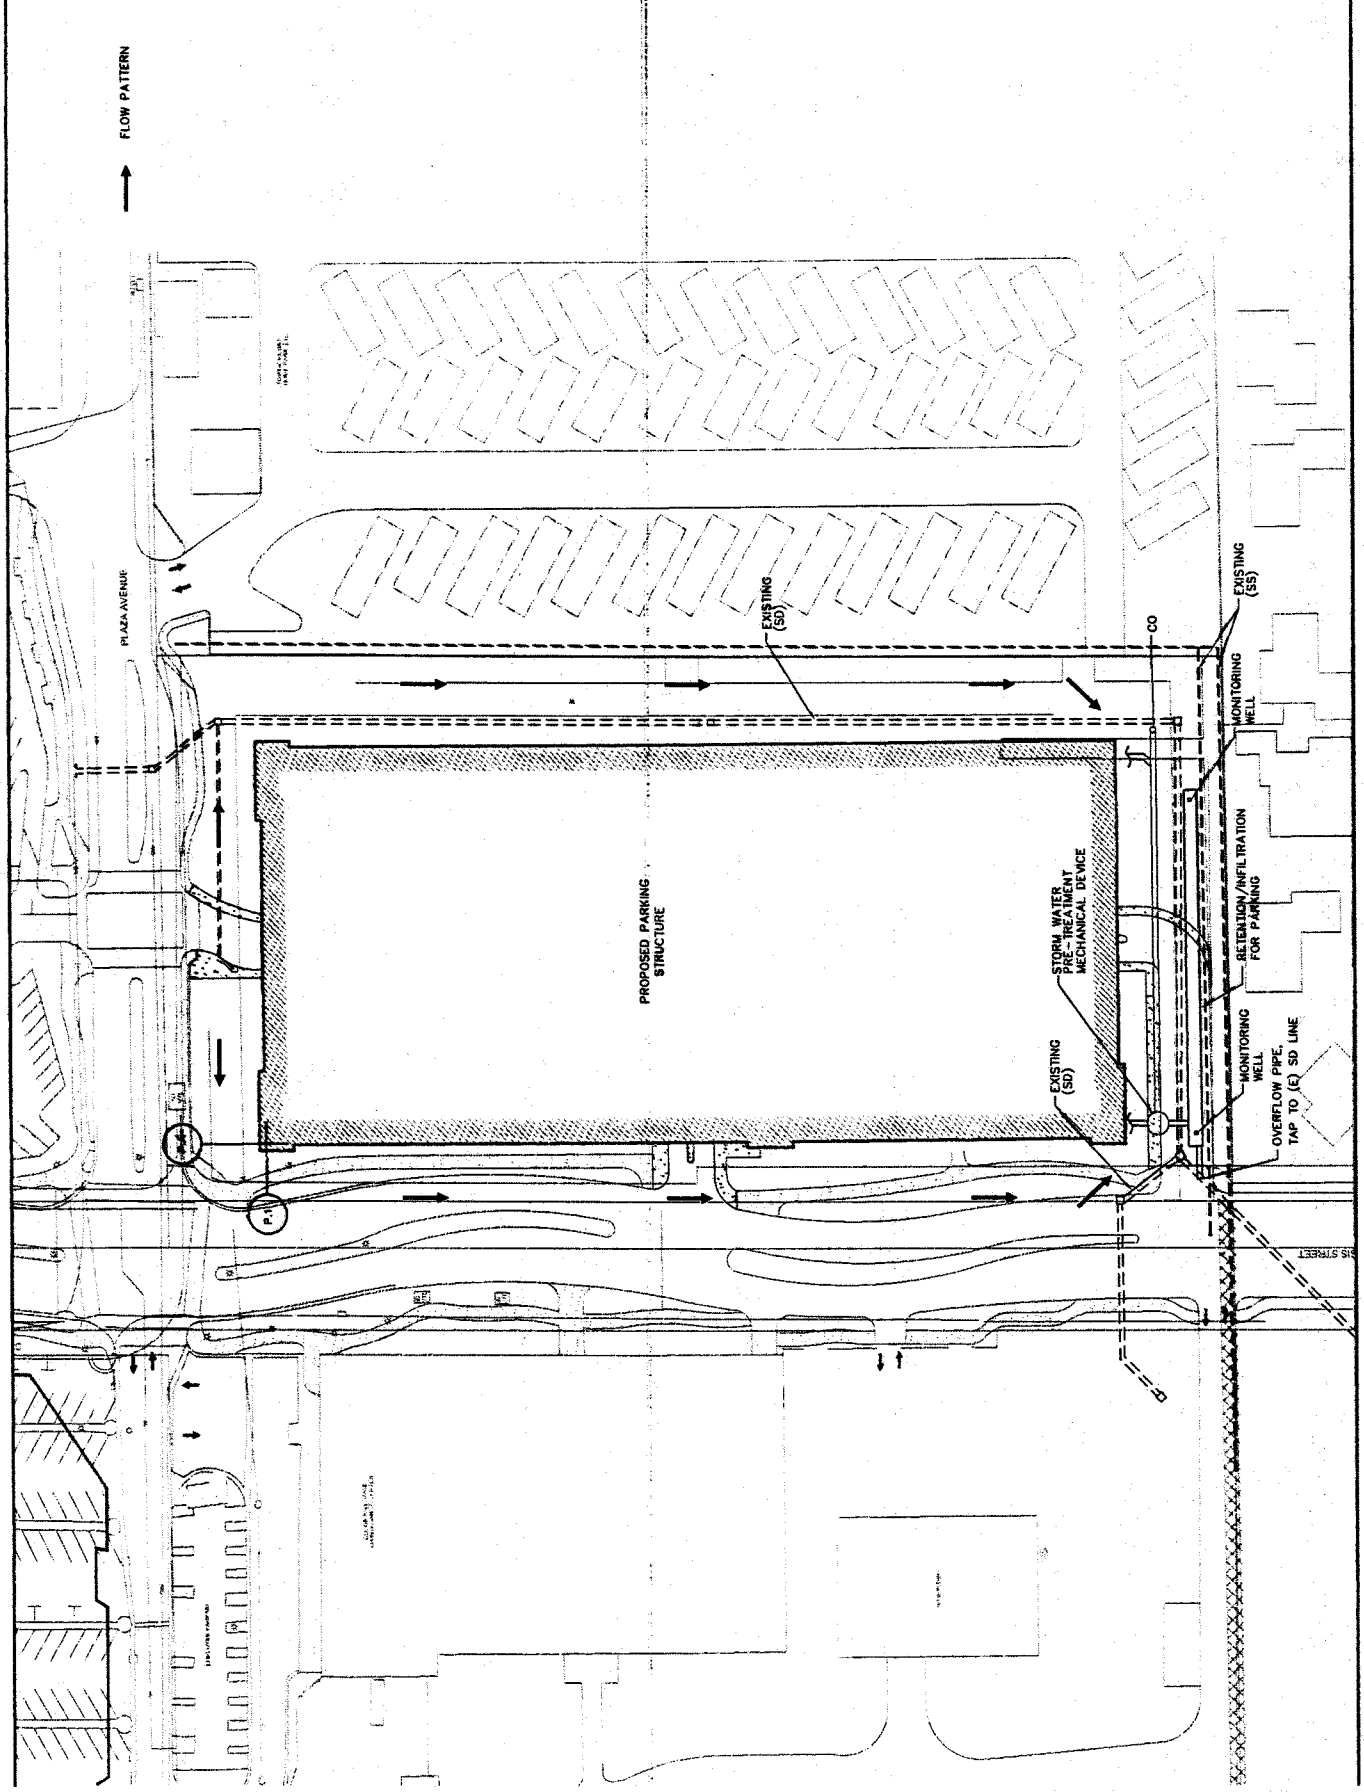 FLOW PATTERN
PLAZA AVENUE
EXISTING
(SD)
EXISTING
(SS)
CO
MONITORING
WELL
RETENTION/INFILTRATION
FOR PARKING
STORM WATER
PRE-TREATMENT
MECHANICAL DEVICE
PROPOSED PARKING
STRUCTURE
EXISTING
(SD)
MONITORING
WELL
OVERFLOW PIPE,
TAP TO (E) SD LINE
SIS STREET